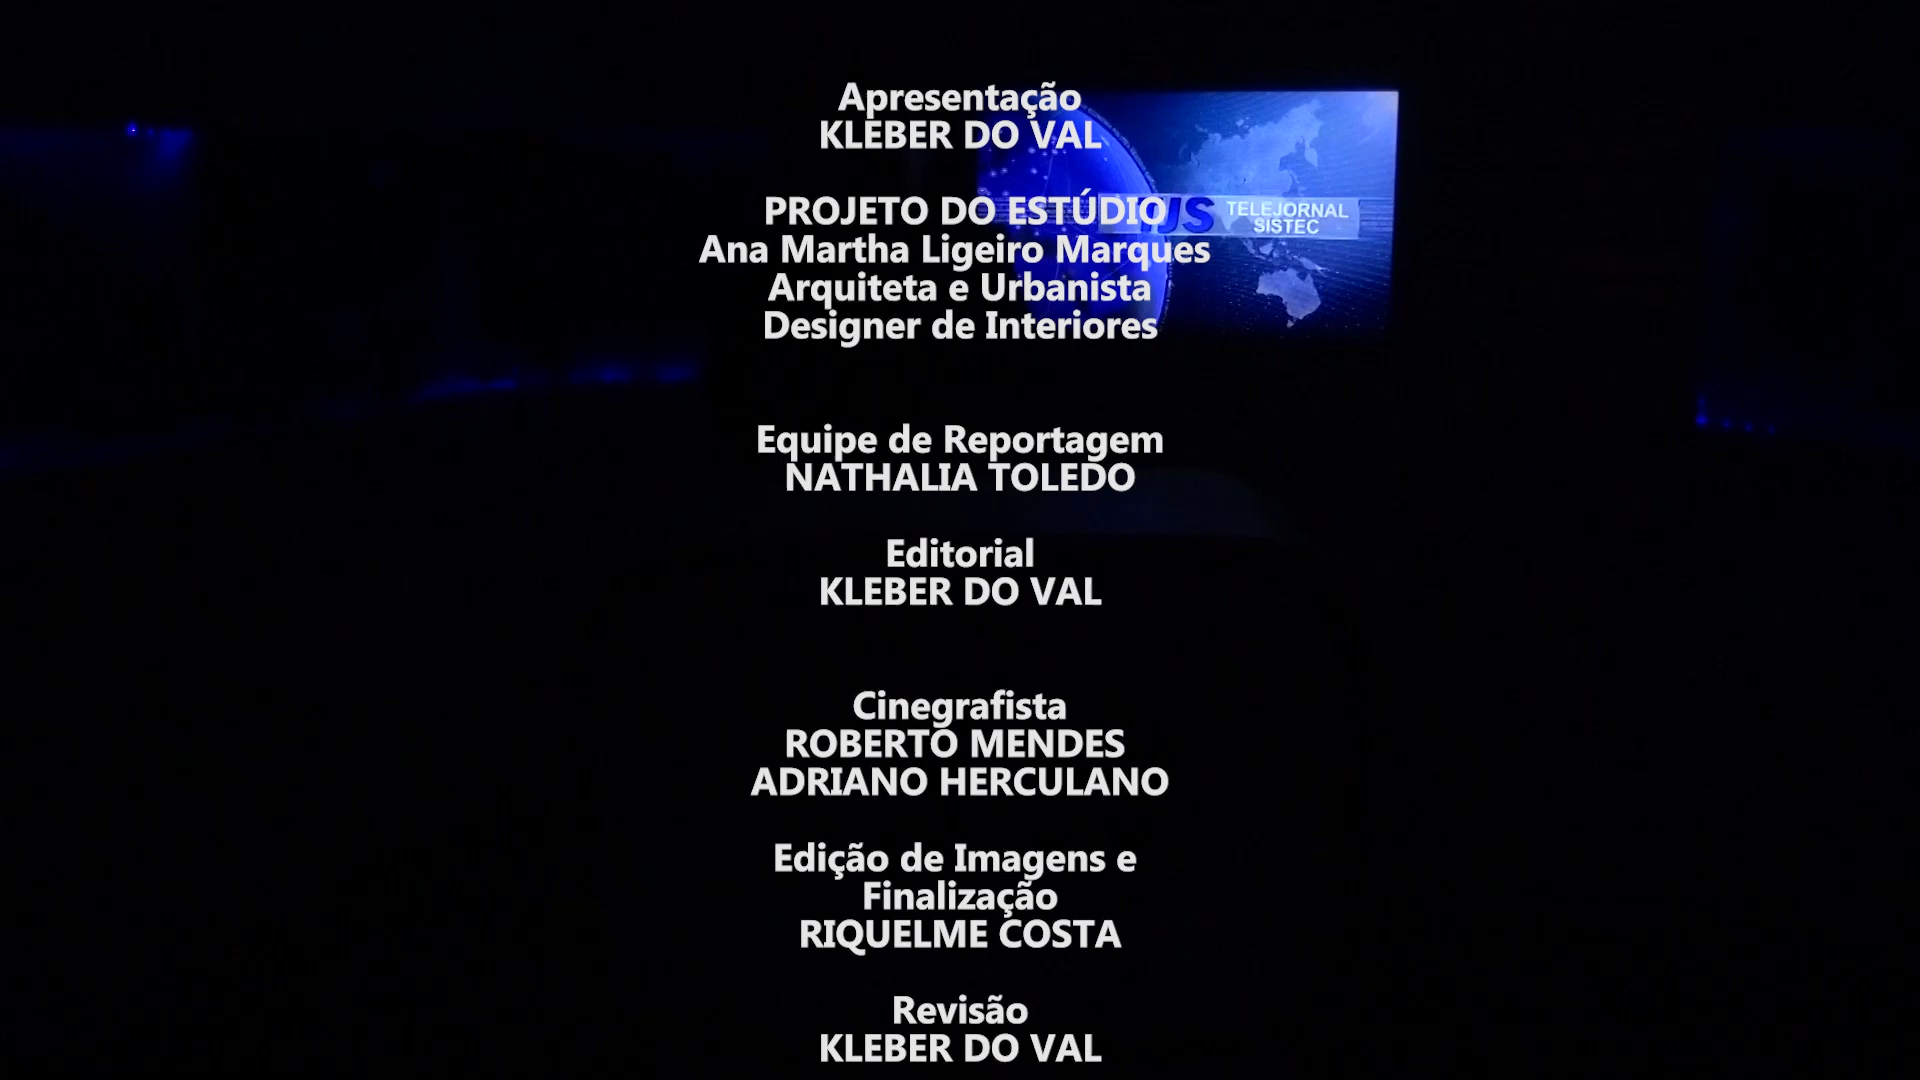 Apresentação
KLEBER DO VAL
PROJETO DO ESTÚDIO
Ana Martha Ligeiro Marques
Arquiteta e Urbanista
Designer de Interiores
TJS
TELEJORNAL
SISTEC
Equipe de Reportagem
NATHALIA TOLEDO
Editorial
KLEBER DO VAL
Cinegrafista
ROBERTO MENDES
ADRIANO HERCULANO
Edição de Imagens e
Finalização
RIQUELME COSTA
Revisão
KLEBER DO VAL